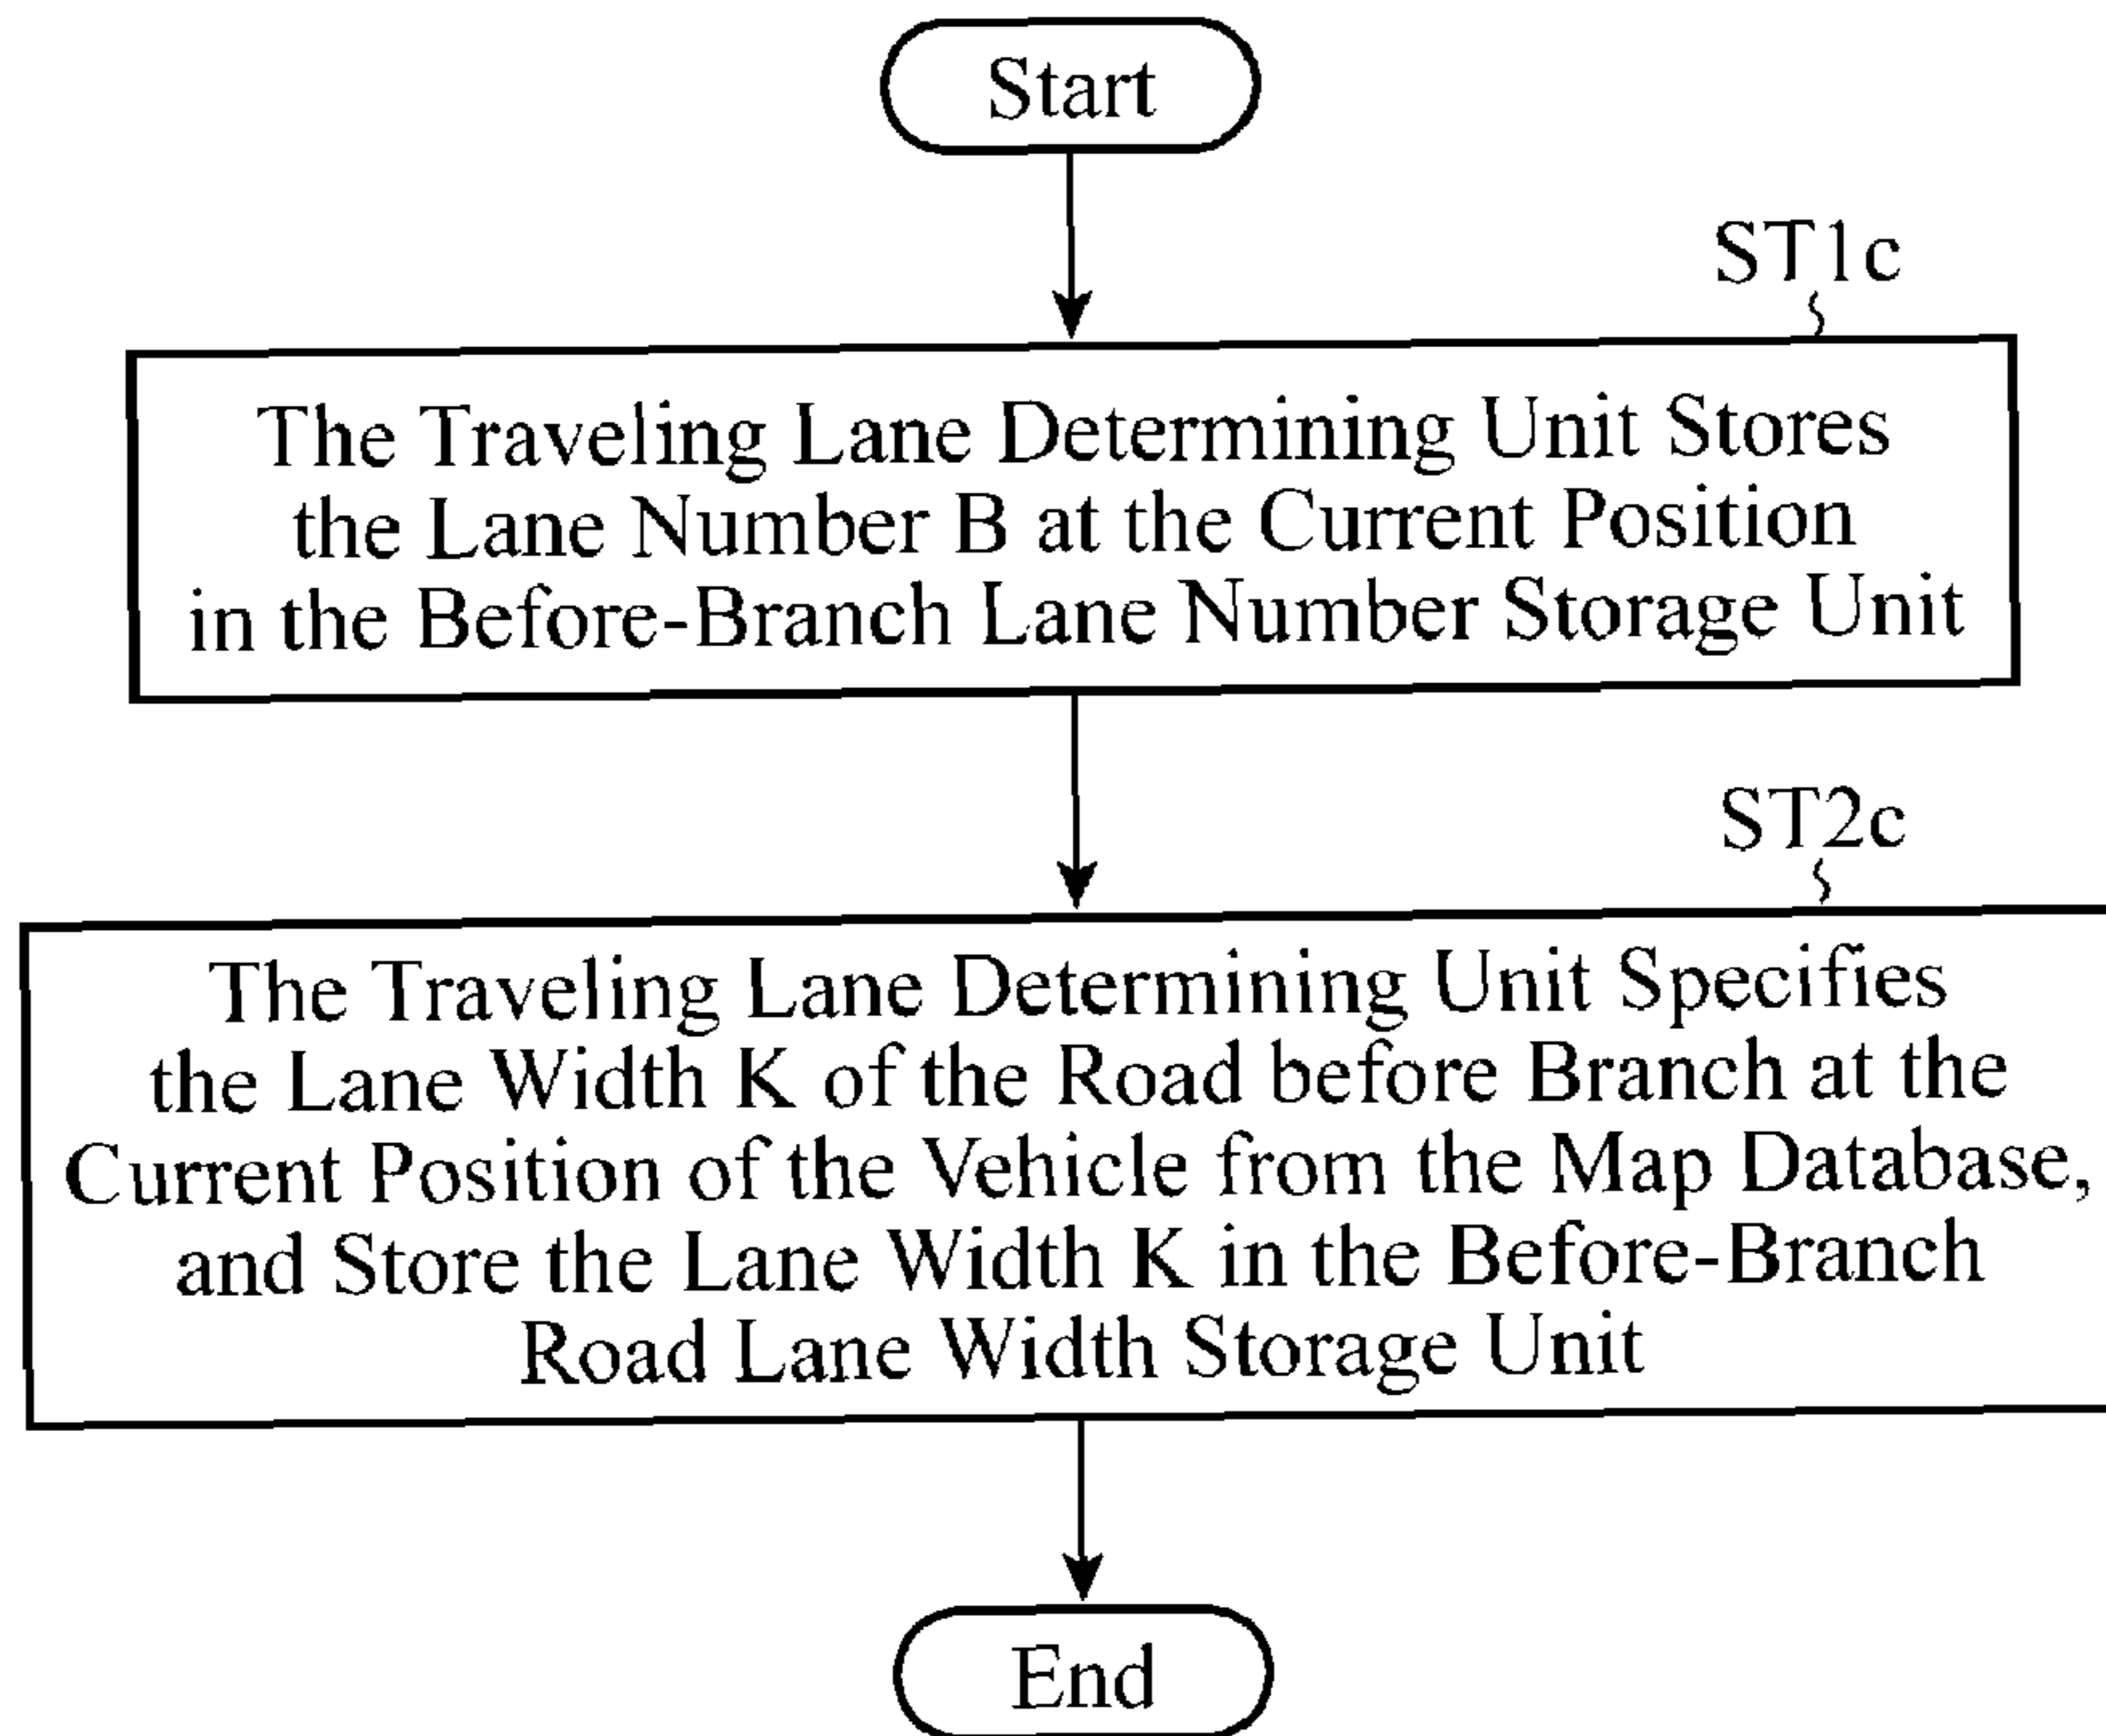 Start
ST1c
The Traveling Lane Determining Unit Stores
the Lane Number B at the Current Position
in the Before-Branch Lane Number Storage Unit
ST2c
The Traveling Lane Determining Unit Specifies
the Lane Width K of the Road before Branch at the
Current Position of the Vehicle from the Map Database,
and Store the Lane Width K in the Before-Branch
Road Lane Width Storage Unit
End